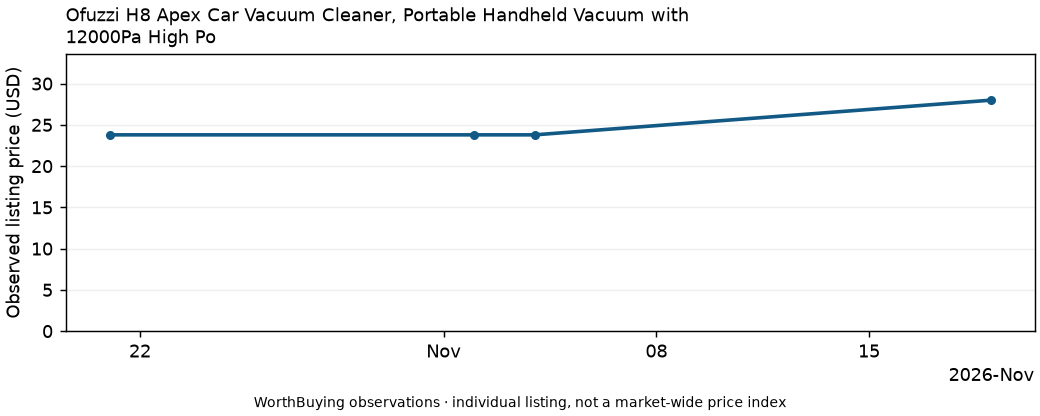 Ofuzzi H8 Apex Car Vacuum Cleaner, Portable Handheld Vacuum with
12000Pa High Po
Observed listing price (USD)
30
25
20
15
10
5
0
22
Nov
08
15
2026-Nov
WorthBuying observations · individual listing, not a market-wide price index